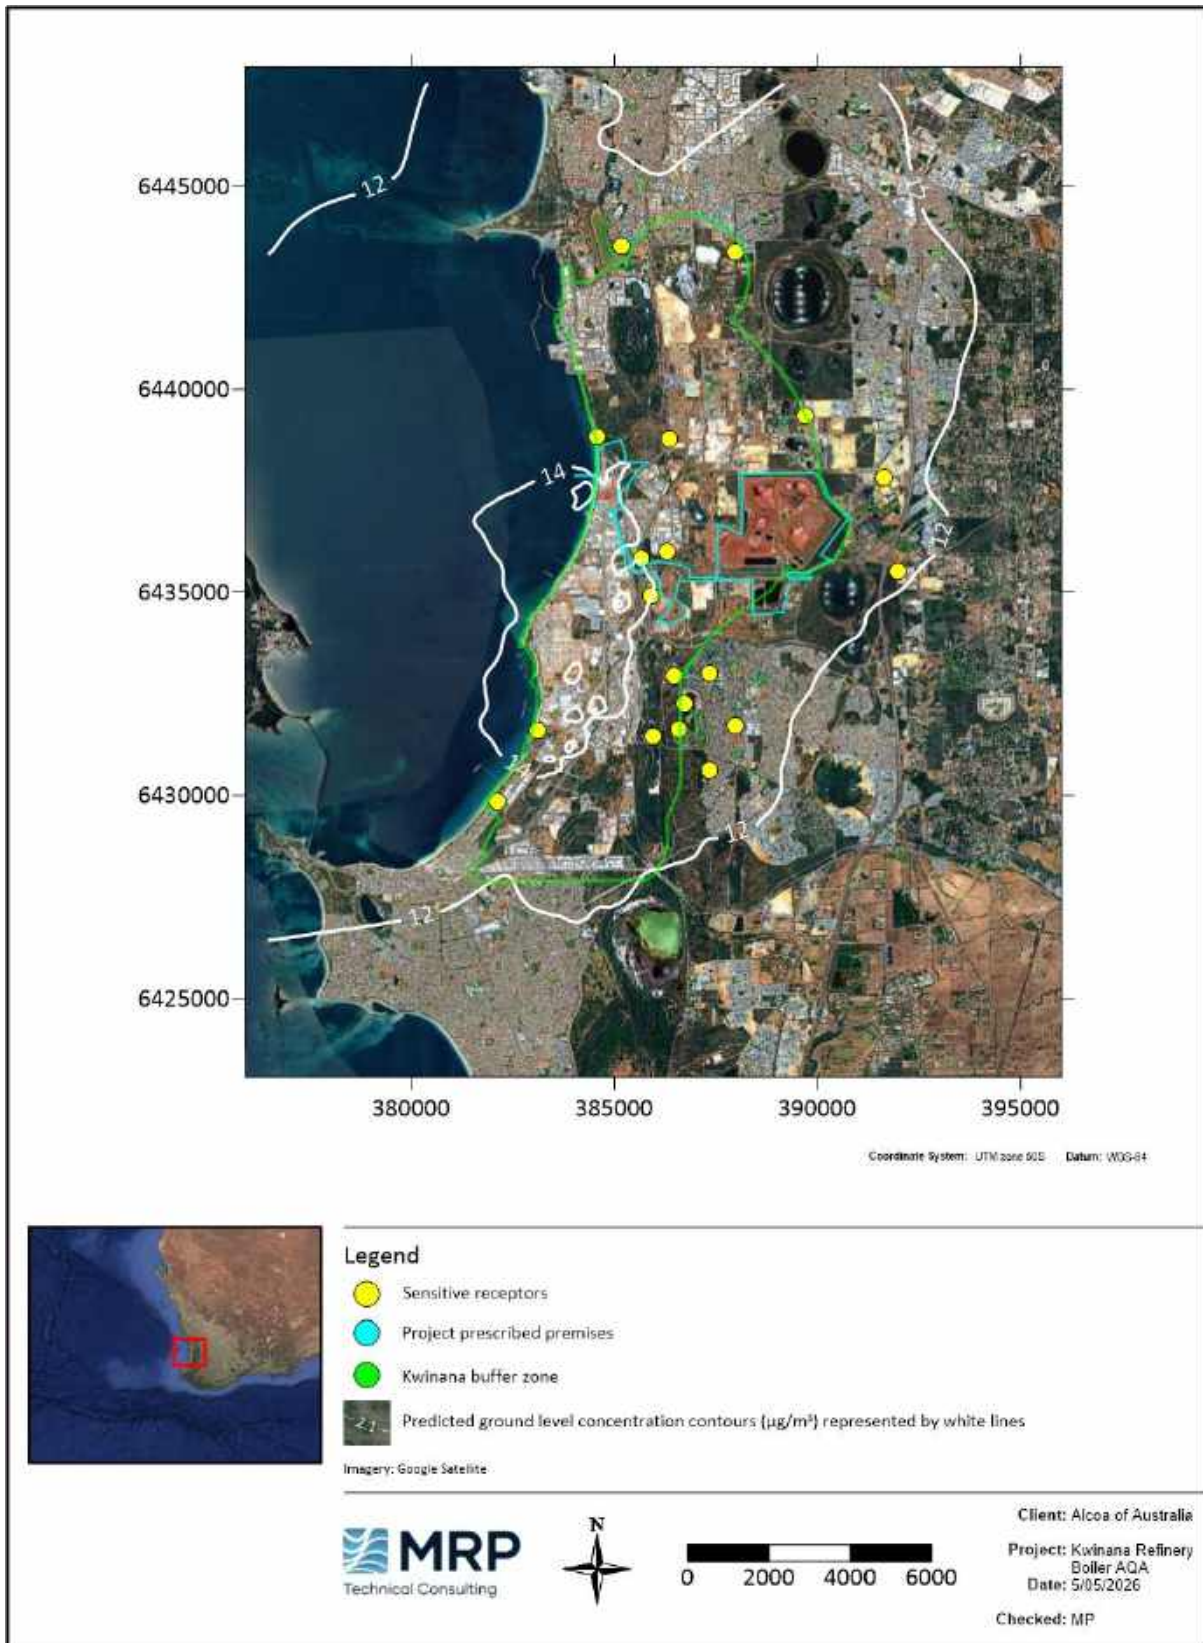 12
6445000
6440000
14
12
6435000
14
6430000
12
12
6425000
380000
385000
390000
395000
Coordinate System: UTM zone 50S Datum: WGS-84
Legend
Sensitive receptors
Project prescribed premises
Kwinana buffer zone
21
Predicted ground level concentration contours (µg/m³) represented by white lines
Imagery: Google Satellite
MRP
Technical Consulting
N
0 2000 4000 6000
Client: Alcoa of Australia
Project: Kwinana Refinery
Boiler AQA
Date: 5/05/2026
Checked: MP